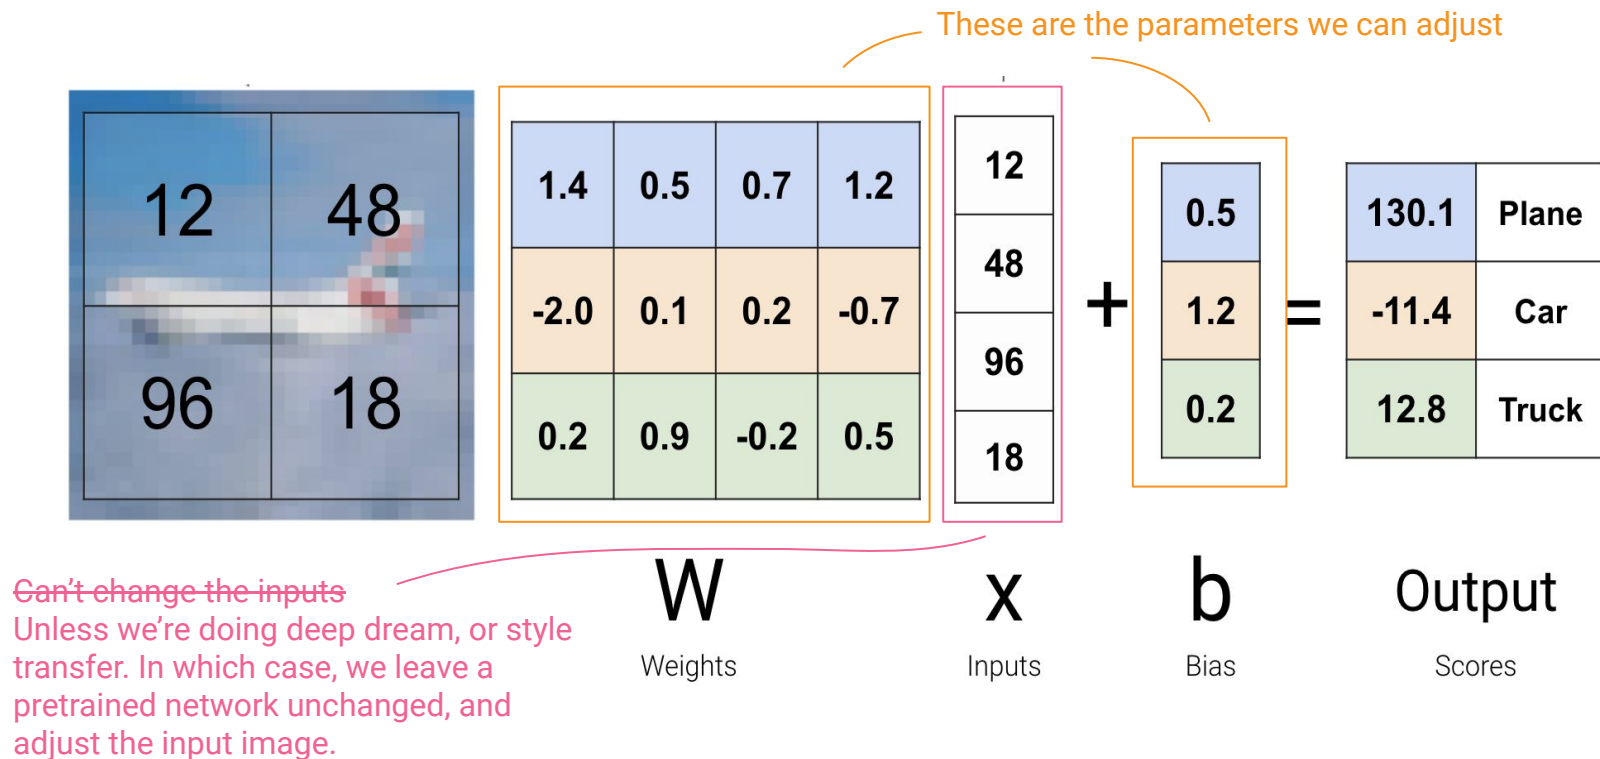 These are the parameters we can adjust
12 48
96 18
1.4 0.5 0.7 1.2
-2.0 0.1 0.2 -0.7
0.2 0.9 -0.2 0.5
12
48
96
18
+
0.5
1.2
0.2
=
130.1 Plane
-11.4 Car
12.8 Truck
W x b Output
Weights Inputs Bias Scores
Can't change the inputs
Unless we're doing deep dream, or style
transfer. In which case, we leave a
pretrained network unchanged, and
adjust the input image.